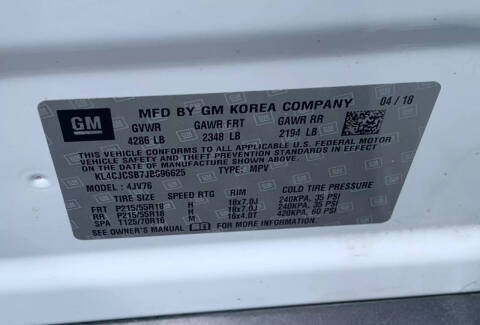 GM
MFD BY GM KOREA COMPANY 04 / 18
GVWR GAWR FRT GAWR RR
4286 LB 2348 LB 2194 LB
THIS VEHICLE CONFORMS TO ALL APPLICABLE U.S. FEDERAL MOTOR
VEHICLE SAFETY AND THEFT PREVENTION STANDARDS IN EFFECT ON
THE DATE OF MANUFACTURE SHOWN ABOVE.
KL4CJCSB7JB596625 TYPE: MPV
MODEL : 4JV76
TIRE SIZE SPEED RTG RIM COLD TIRE PRESSURE
FRT P215/55R18 H 18x7.0J 240KPA, 35 PSI
RR P215/55R18 H 18x7.0J 240KPA, 35 PSI
SPA T125/70R16 M 16x4.0T 420KPA, 60 PSI
SEE OWNER'S MANUAL FOR MORE INFORMATION.